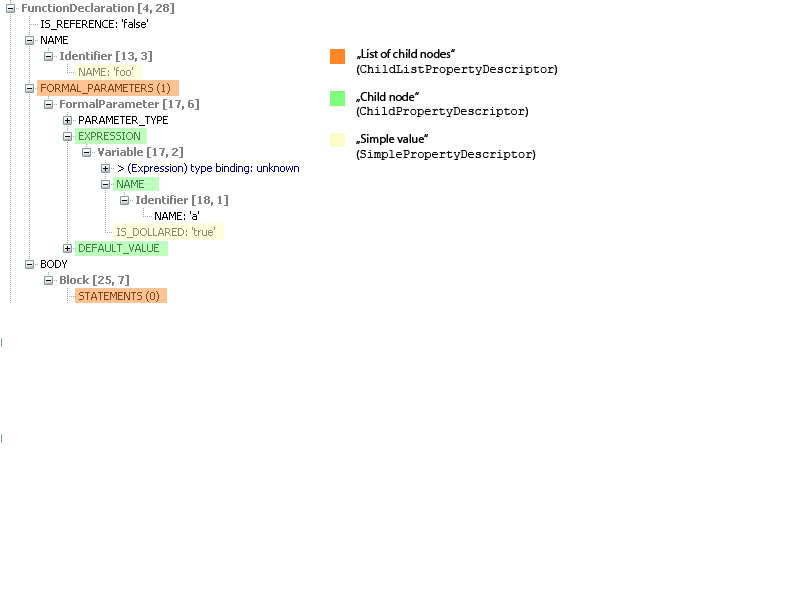 FunctionDeclaration [4, 28]
IS_REFERENCE: 'false'
NAME
Identifier [13, 3]
NAME: 'foo'
FORMAL_PARAMETERS (1)
FormalParameter [17, 6]
PARAMETER_TYPE
EXPRESSION
Variable [17, 2]
> (Expression) type binding: unknown
NAME
Identifier [18, 1]
NAME: 'a'
IS_DOLLARED: 'true'
DEFAULT_VALUE
BODY
Block [25, 7]
STATEMENTS (0)
„List of child nodes“
(ChildListPropertyDescriptor)
„Child node“
(ChildPropertyDescriptor)
„Simple value“
(SimplePropertyDescriptor)